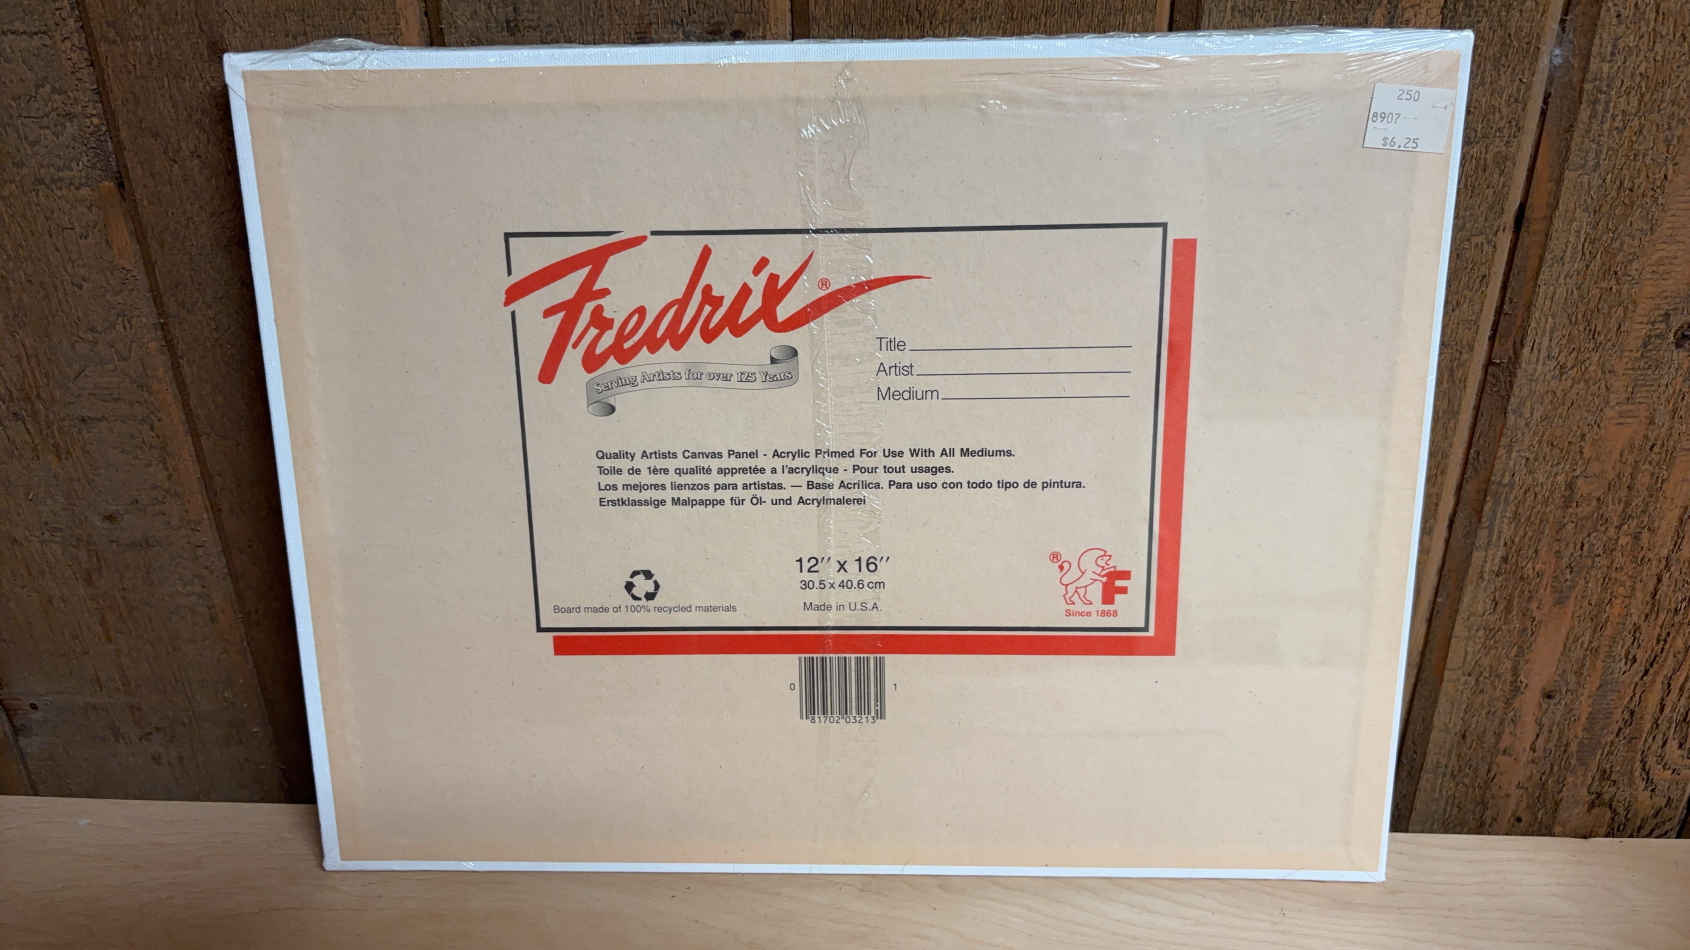 250
8907
$6.25
Fredrix®
Serving Artists for over 125 Years
Title
Artist
Medium
Quality Artists Canvas Panel - Acrylic Primed For Use With All Mediums.
Toile de 1ère qualité appretée a l'acrylique - Pour tout usages.
Los mejores lienzos para artistas. — Base Acrílica. Para uso con todo tipo de pintura.
Erstklassige Malpappe für Öl- und Acrylmalerei
12" x 16"
30.5 x 40.6 cm
Made in U.S.A.
Board made of 100% recycled materials
® F
Since 1868
0 81702 03213 1